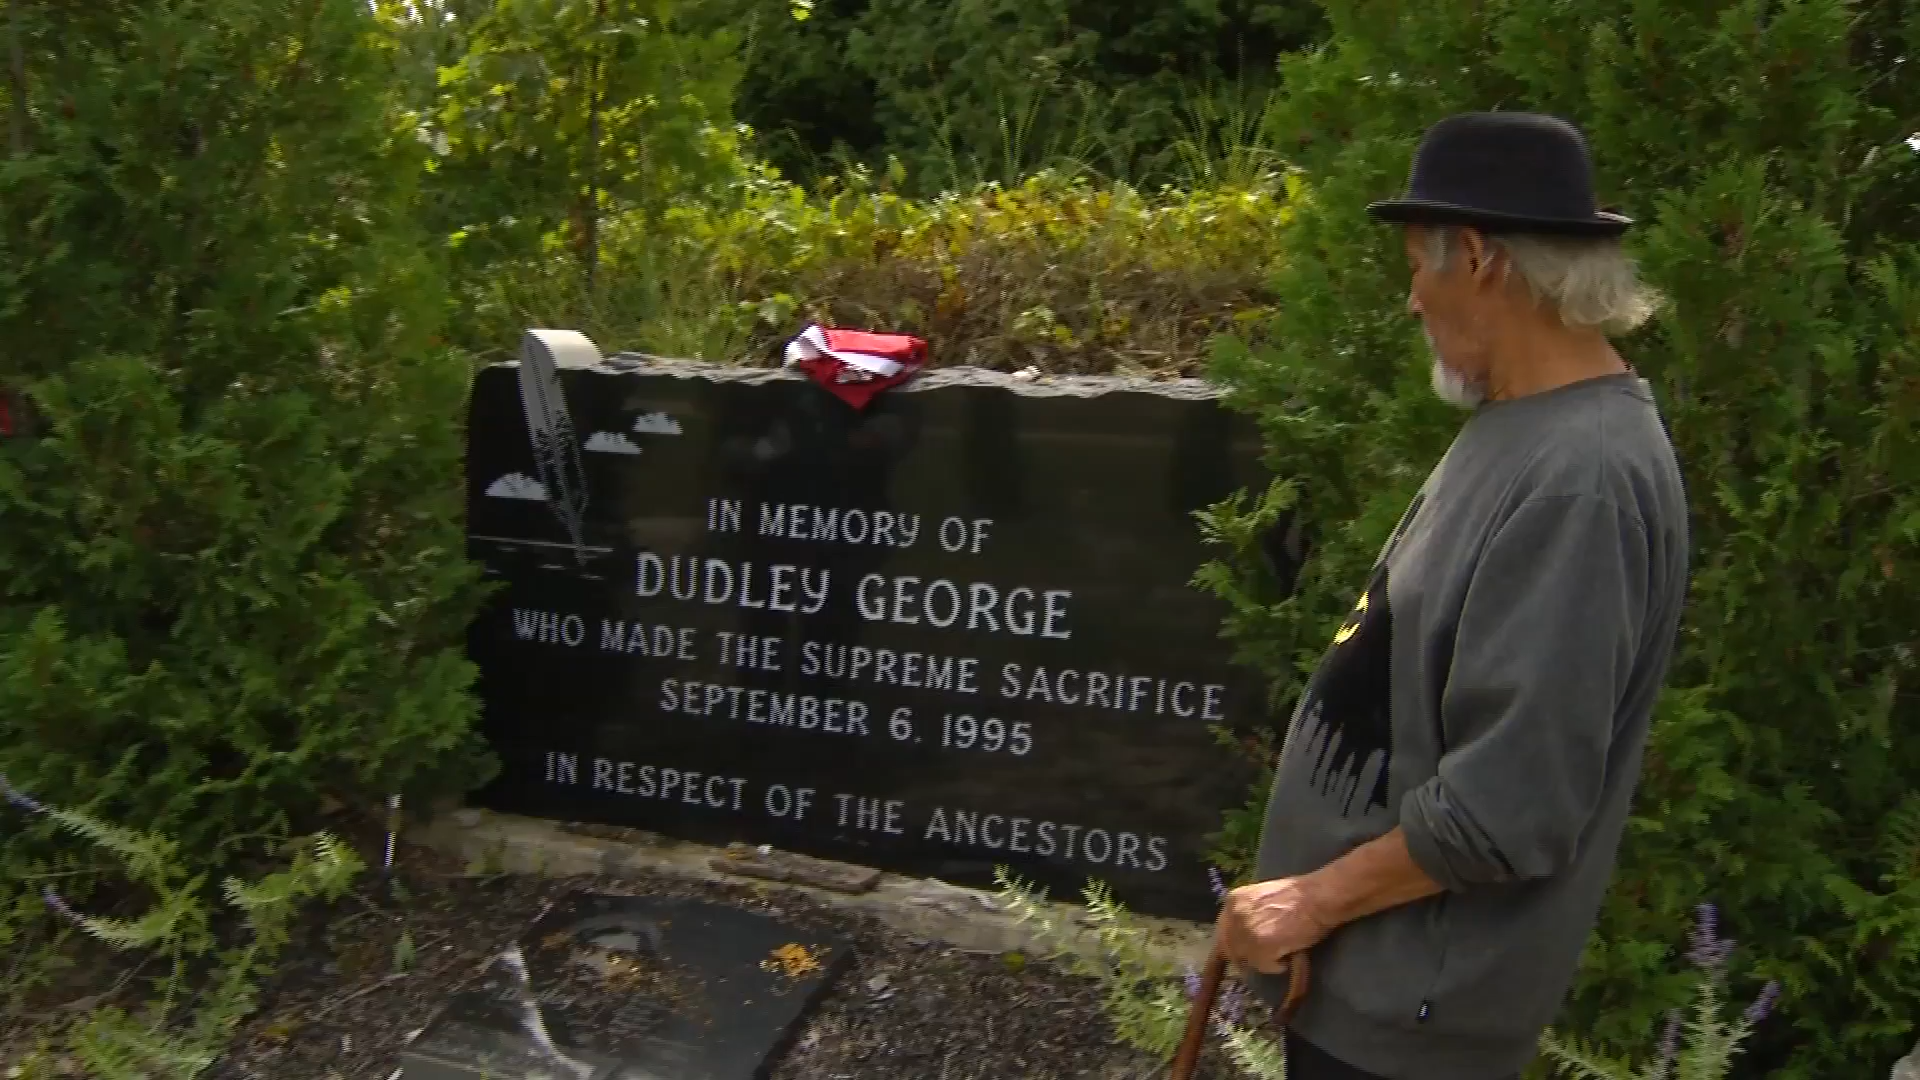 IN MEMORY OF
DUDLEY GEORGE
WHO MADE THE SUPREME SACRIFICE
SEPTEMBER 6, 1995
IN RESPECT OF THE ANCESTORS